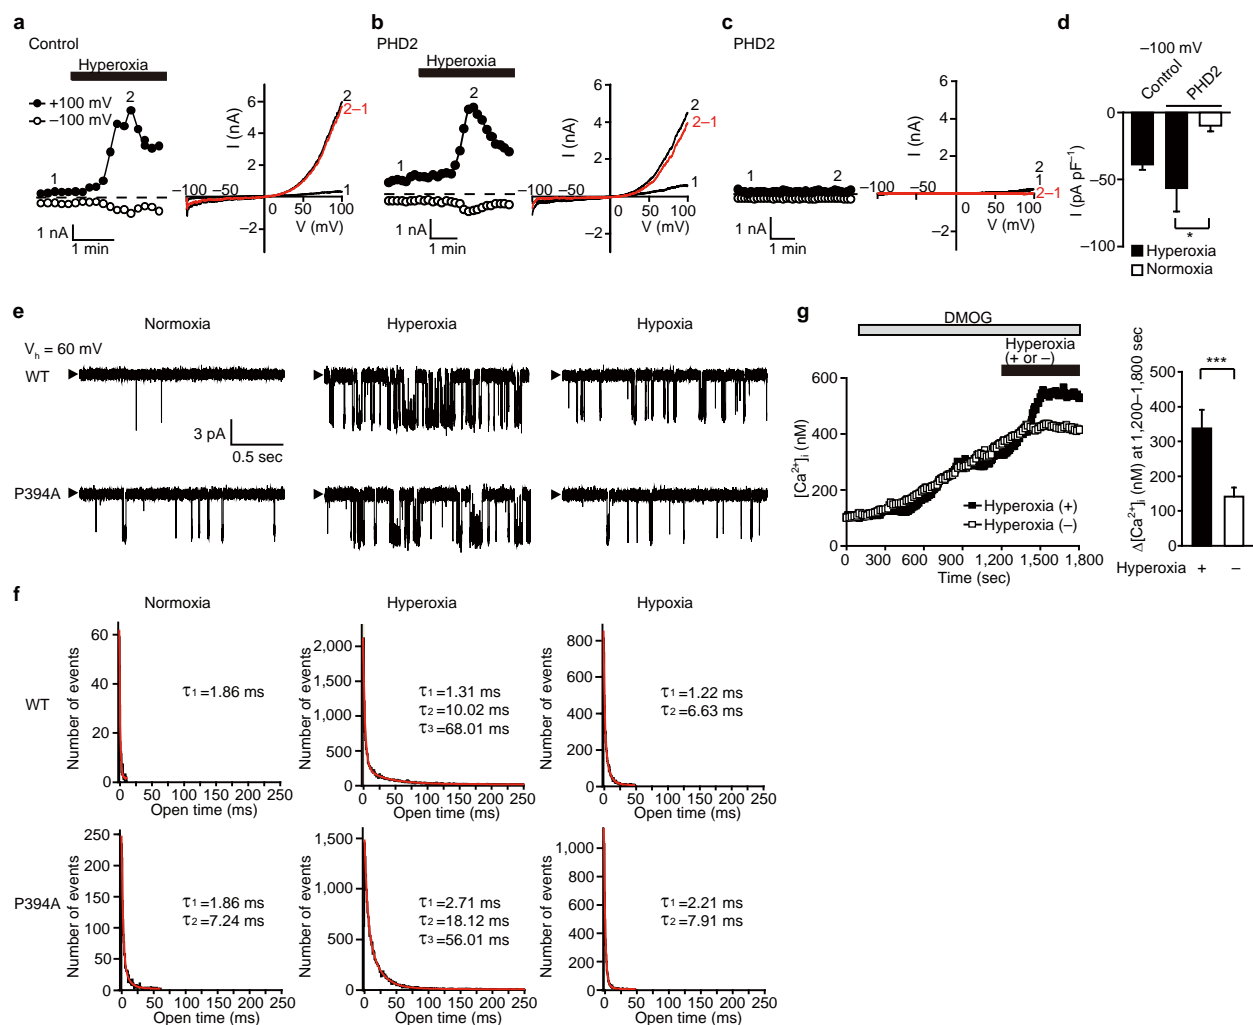 a
Control
Hyperoxia
+100 mV
–100 mV
1
2
1 nA
1 min
I (nA)
6
4
2
–2
–100
–50
0
50
100
V (mV)
2
2–1
1
b
PHD2
Hyperoxia
1
2
1 nA
1 min
I (nA)
6
4
2
–2
–100
–50
0
50
100
V (mV)
2
2–1
1
c
PHD2
1
2
1 nA
1 min
I (nA)
6
4
2
–2
–100
–50
0
50
100
V (mV)
2
1
2–1
d
–100 mV
Control
PHD2
I (pA pF⁻¹)
0
–50
–100
*
Hyperoxia
Normoxia
e
Normoxia
Hyperoxia
Hypoxia
Vₕ = 60 mV
WT
3 pA
0.5 sec
P394A
f
Normoxia
Hyperoxia
Hypoxia
WT
Number of events
60
40
20
0
τ1=1.86 ms
0 50 100 150 200 250
Open time (ms)
Number of events
2,000
1,500
1,000
500
0
τ1=1.31 ms
τ2=10.02 ms
τ3=68.01 ms
0 50 100 150 200 250
Open time (ms)
Number of events
800
600
400
200
0
τ1=1.22 ms
τ2=6.63 ms
0 50 100 150 200 250
Open time (ms)
P394A
Number of events
250
200
150
100
50
0
τ1=1.86 ms
τ2=7.24 ms
0 50 100 150 200 250
Open time (ms)
Number of events
1,500
1,000
500
0
τ1=2.71 ms
τ2=18.12 ms
τ3=56.01 ms
0 50 100 150 200 250
Open time (ms)
Number of events
1,000
800
600
400
200
0
τ1=2.21 ms
τ2=7.91 ms
0 50 100 150 200 250
Open time (ms)
g
DMOG
Hyperoxia
(+ or –)
[Ca²⁺]ᵢ (nM)
600
400
200
0
Hyperoxia (+)
Hyperoxia (–)
0 300 600 900 1,200 1,500 1,800
Time (sec)
Δ[Ca²⁺]ᵢ (nM) at 1,200–1,800 sec
500
400
300
200
100
0
***
Hyperoxia + –